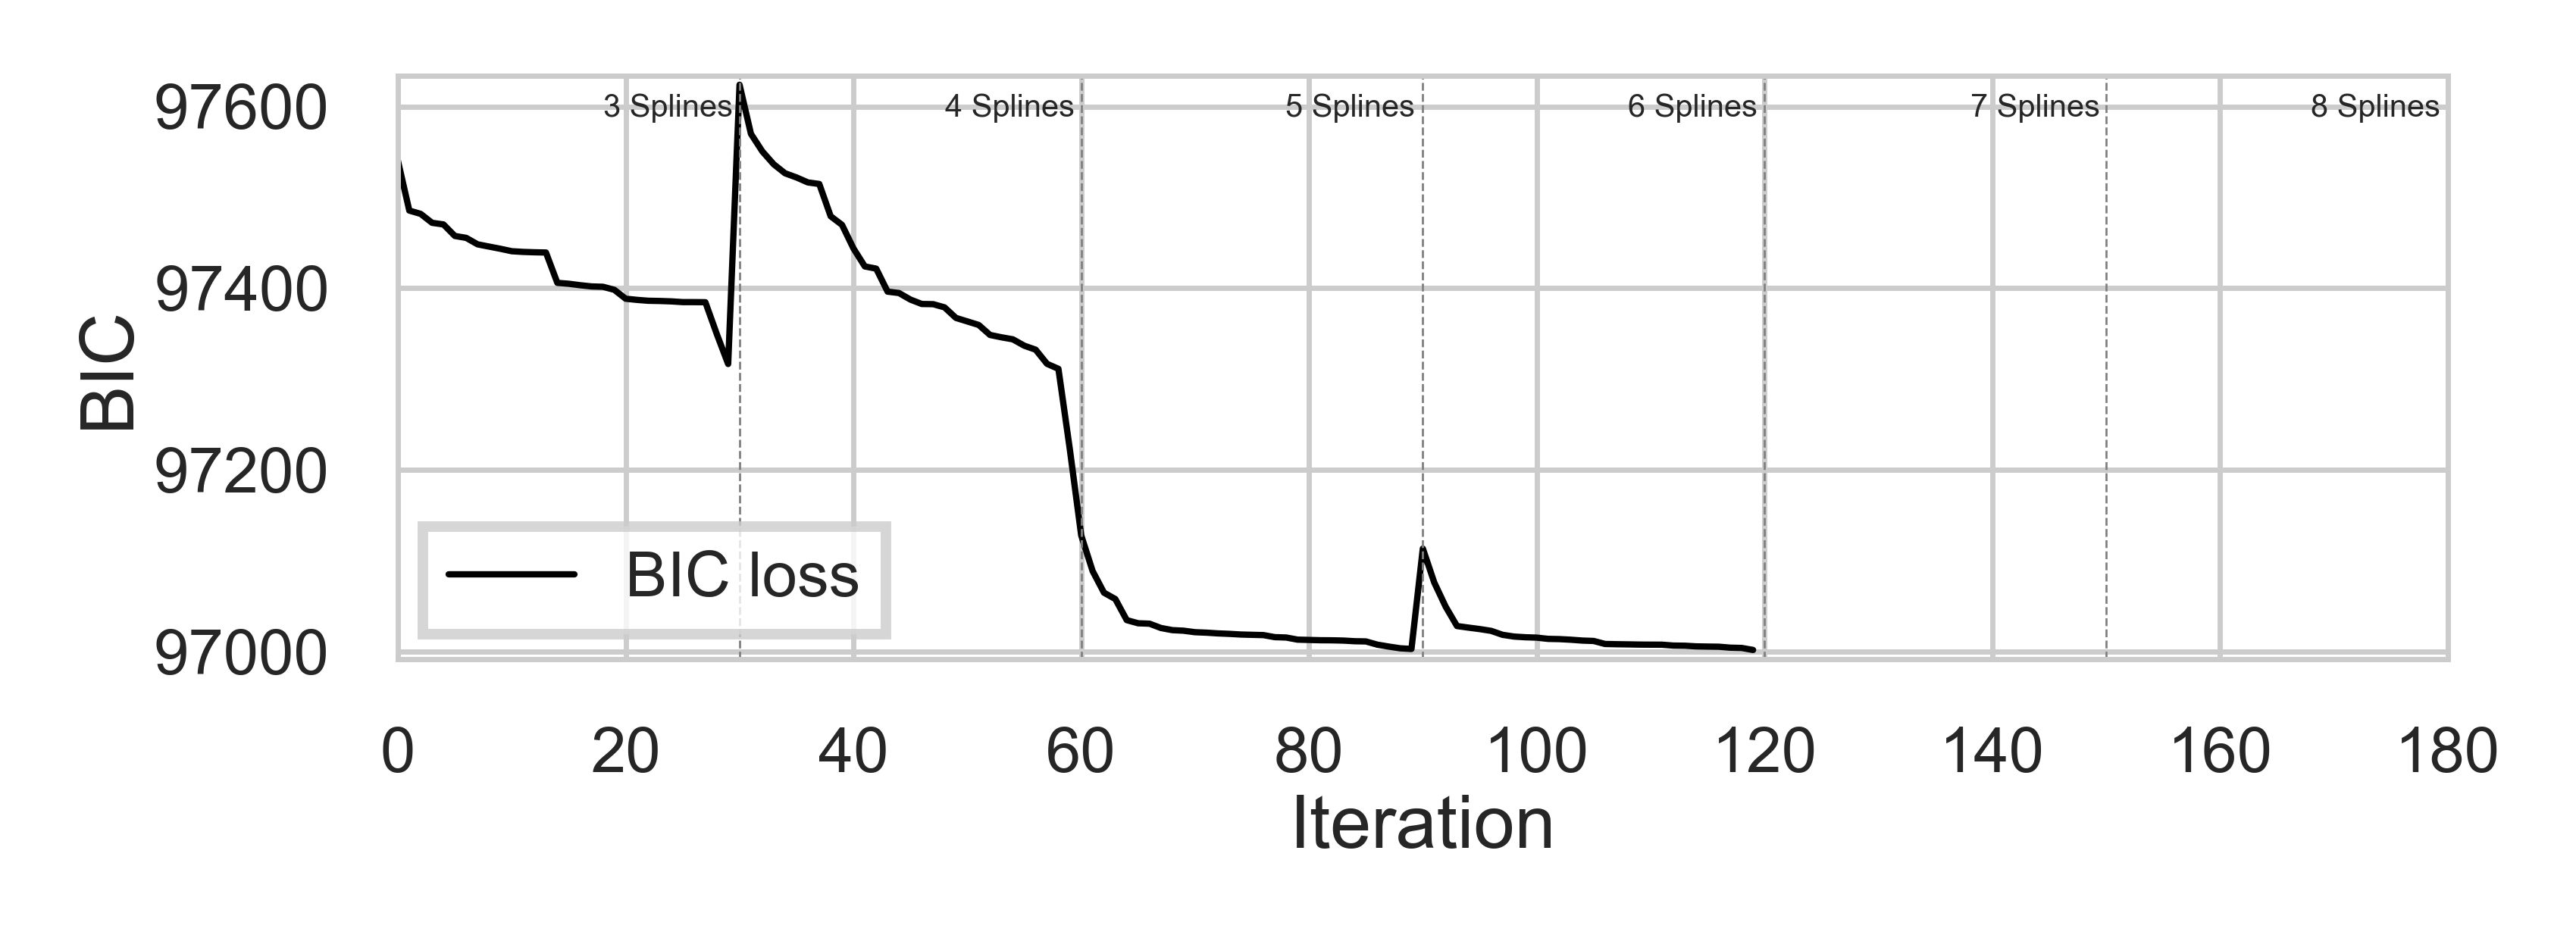 97600
97400
97200
97000
BIC
3 Splines
4 Splines
5 Splines
6 Splines
7 Splines
8 Splines
BIC loss
0 20 40 60 80 100 120 140 160 180
Iteration